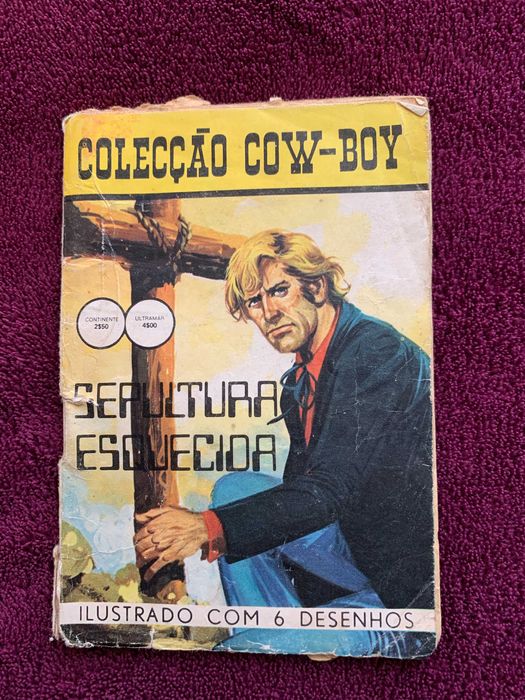 COLECÇÃO COW-BOY
CONTINENTE
2$50
ULTRAMAR
4$00
SEPULTURA
ESQUECIDA
ILUSTRADO COM 6 DESENHOS